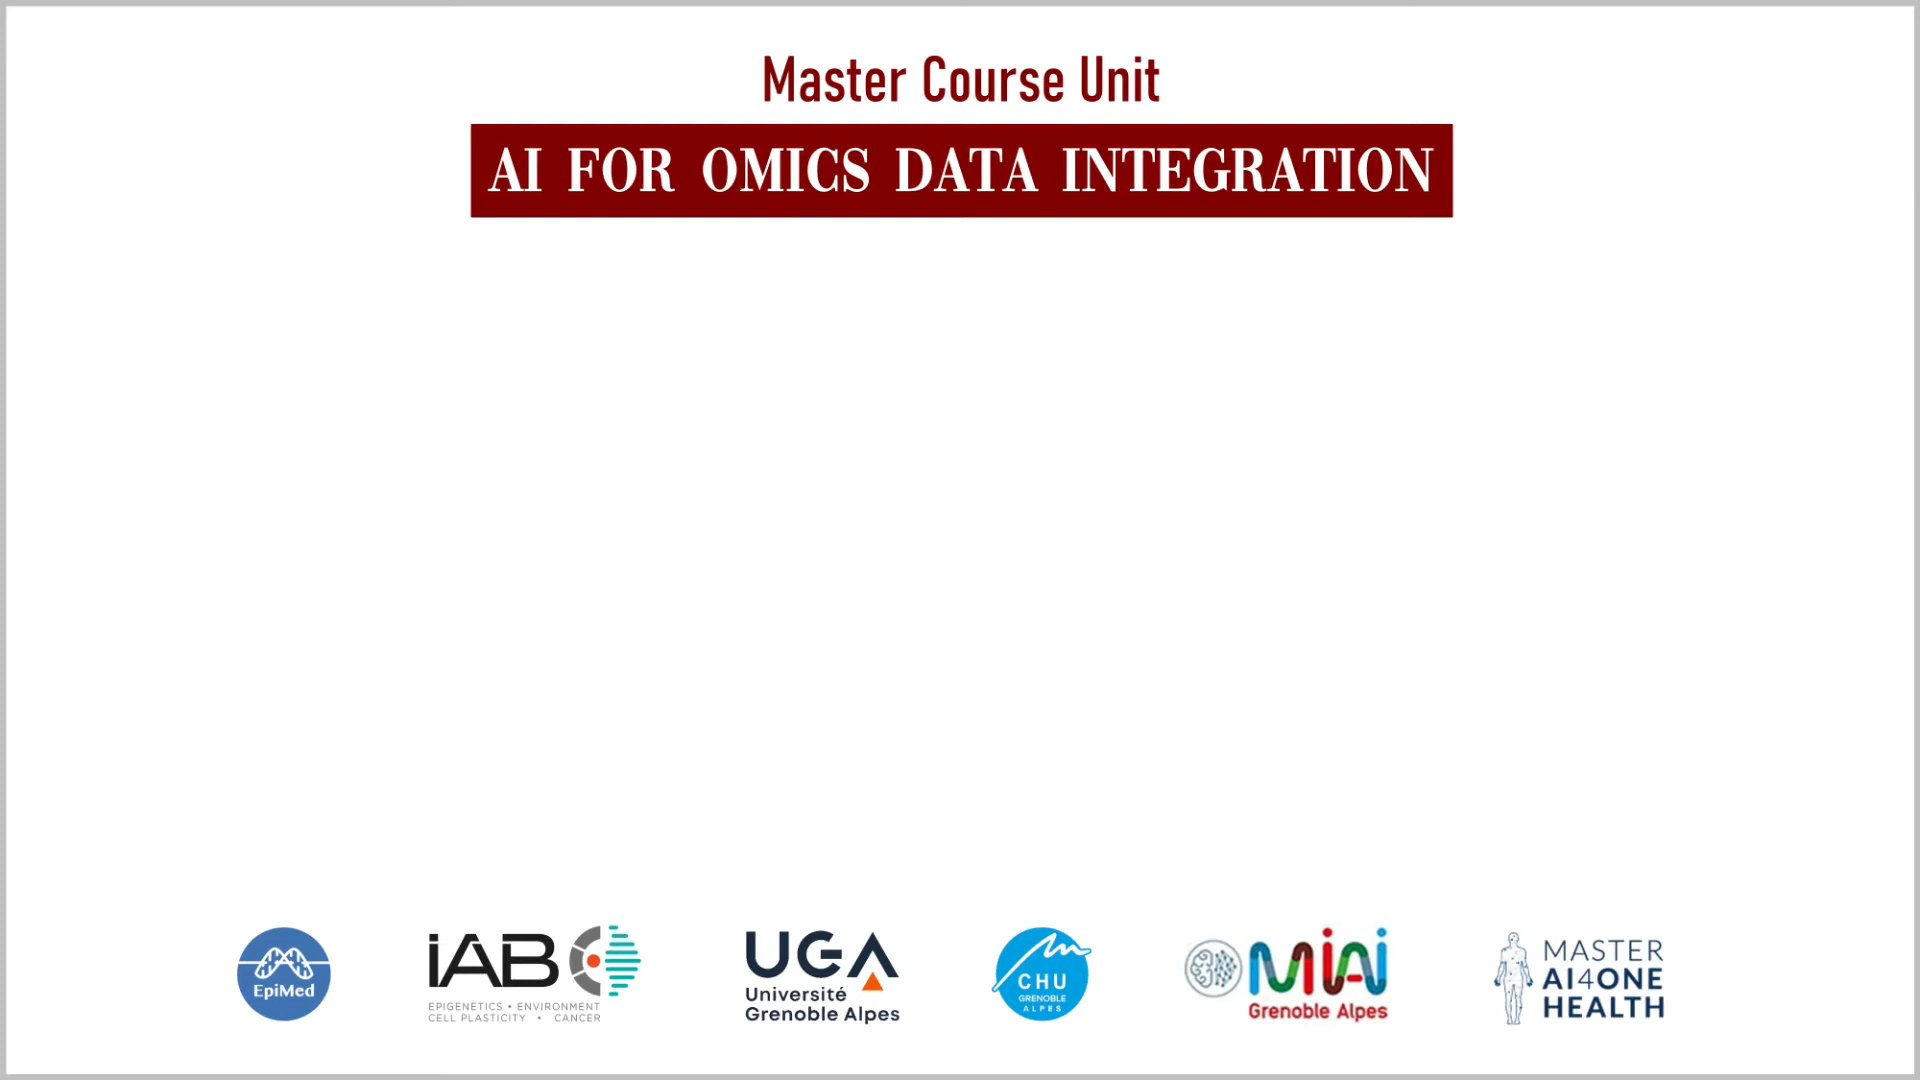 Master Course Unit
AI FOR OMICS DATA INTEGRATION
EpiMed
iAB
EPIGENETICS • ENVIRONMENT
CELL PLASTICITY • CANCER
UGA
Université
Grenoble Alpes
CHU
GRENOBLE
ALPES
MIAI
Grenoble Alpes
MASTER
AI4ONE
HEALTH